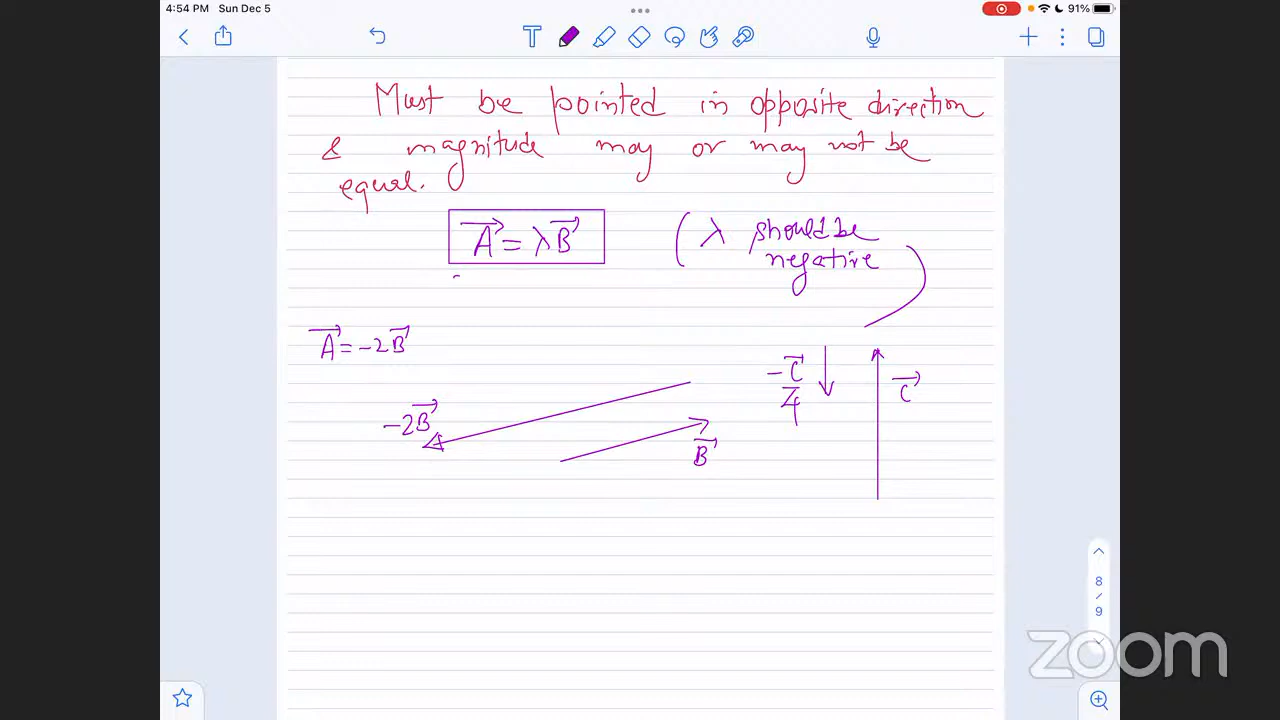 4:54 PM Sun Dec 5
91%
Must be pointed in opposite direction
& magnitude may or may not be
equal.
A⃗ = λB⃗ (λ should be
negative
A⃗ = -2B⃗
-C⃗/4
C⃗
-2B⃗
B⃗
8
/
9
zoom